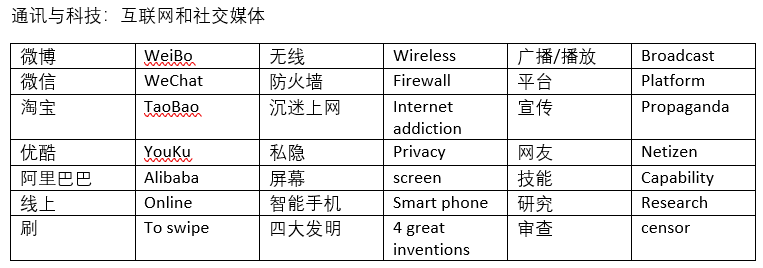 通讯与科技：互联网和社交媒体
微博 WeiBo 无线 Wireless 广播/播放 Broadcast
微信 WeChat 防火墙 Firewall 平台 Platform
淘宝 TaoBao 沉迷上网 Internet addiction 宣传 Propaganda
优酷 YouKu 私隐 Privacy 网友 Netizen
阿里巴巴 Alibaba 屏幕 screen 技能 Capability
线上 Online 智能手机 Smart phone 研究 Research
刷 To swipe 四大发明 4 great inventions 审查 censor